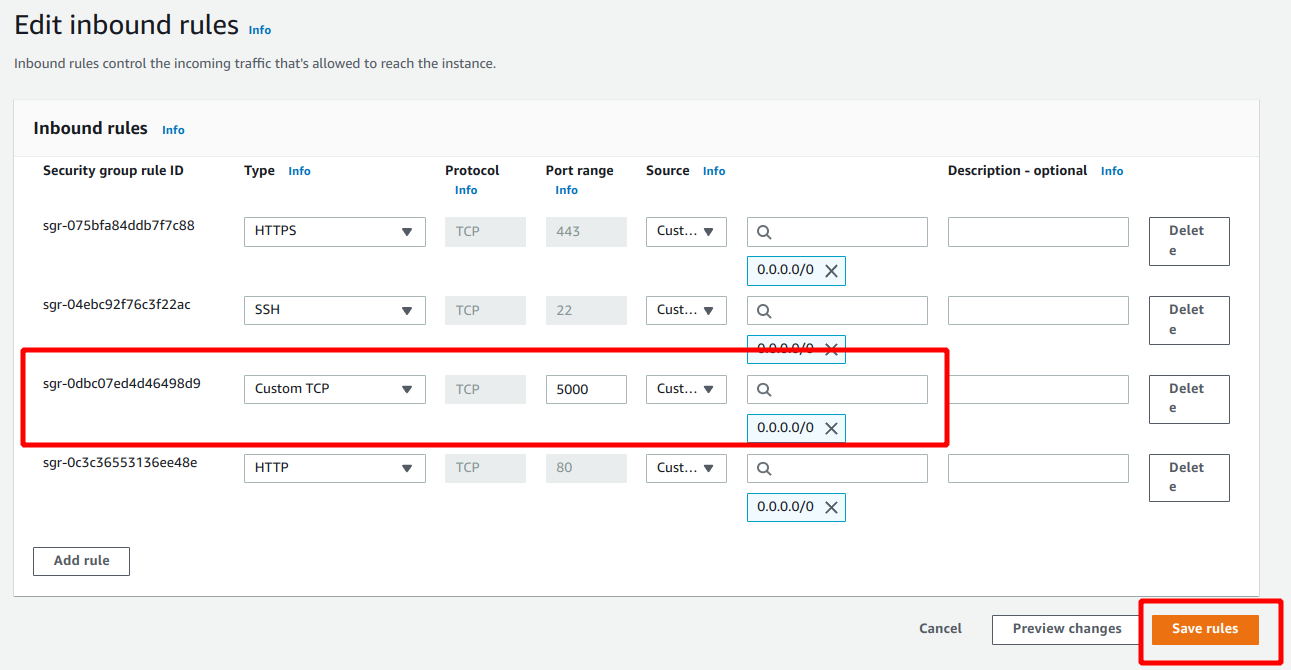 Edit inbound rules Info
Inbound rules control the incoming traffic that's allowed to reach the instance.
Inbound rules Info
Security group rule ID Type Info Protocol Info Port range Info Source Info Description - optional Info
sgr-075bfa84ddb7f7c88 HTTPS TCP 443 Cust... Delet
e
0.0.0.0/0
sgr-04ebc92f76c3f22ac SSH TCP 22 Cust... Delet
e
0.0.0.0/0
sgr-0dbc07ed4d46498d9 Custom TCP TCP 5000 Cust... Delet
e
0.0.0.0/0
sgr-0c3c36553136ee48e HTTP TCP 80 Cust... Delet
e
0.0.0.0/0
Add rule
Cancel Preview changes Save rules